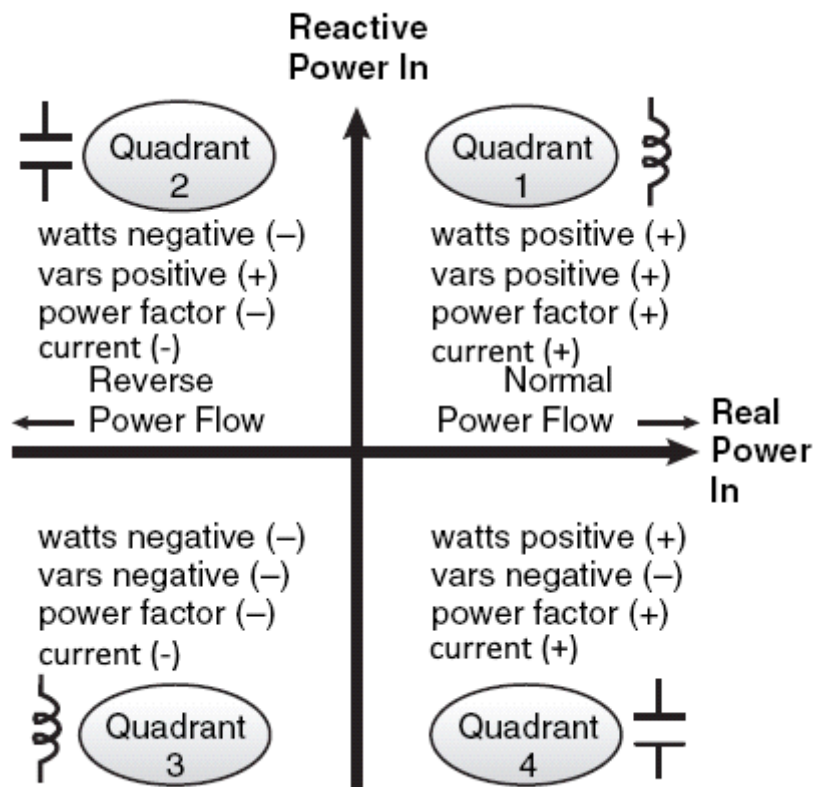 Reactive
Power In
Quadrant
2
watts negative (–)
vars positive (+)
power factor (–)
current (-)
Reverse
Power Flow
Quadrant
1
watts positive (+)
vars positive (+)
power factor (+)
current (+)
Normal
Power Flow
Real
Power
In
watts negative (–)
vars negative (–)
power factor (–)
current (-)
Quadrant
3
watts positive (+)
vars negative (–)
power factor (+)
current (+)
Quadrant
4